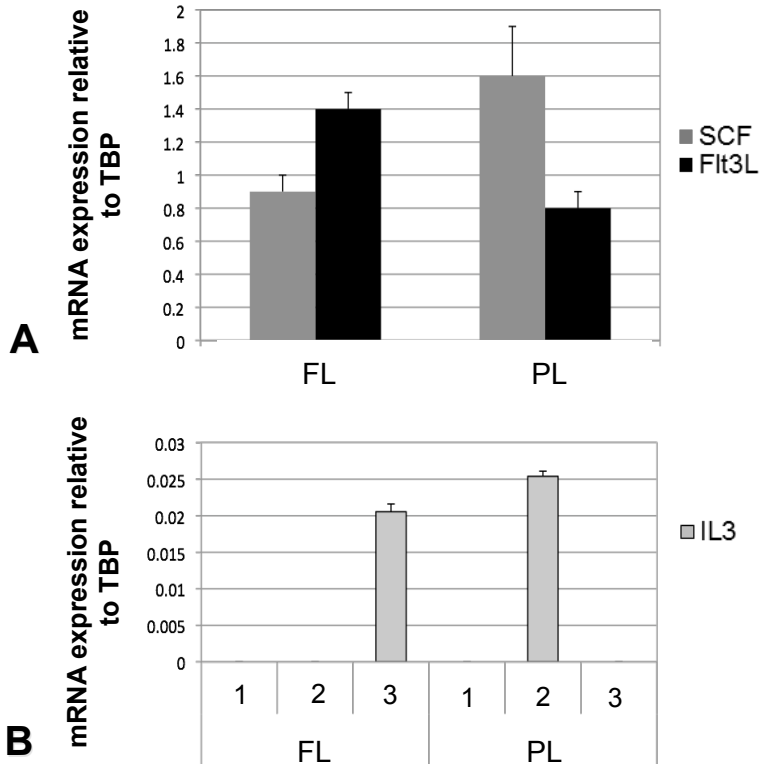 mRNA expression relative
to TBP
2
1.8
1.6
1.4
1.2
1
0.8
0.6
0.4
0.2
0
FL
PL
SCF
Flt3L
A
mRNA expression relative
to TBP
0.03
0.025
0.02
0.015
0.01
0.005
0
1 2 3 1 2 3
FL PL
IL3
B